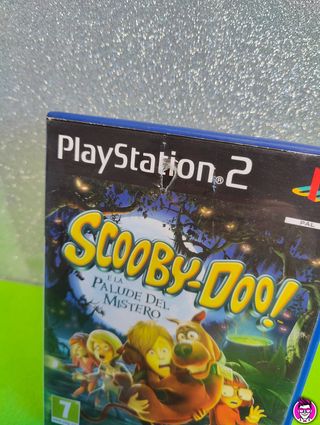 PlayStation®2
PAL
SCOOBY-DOO!
E LA
PALUDE DEL
MISTERO
7